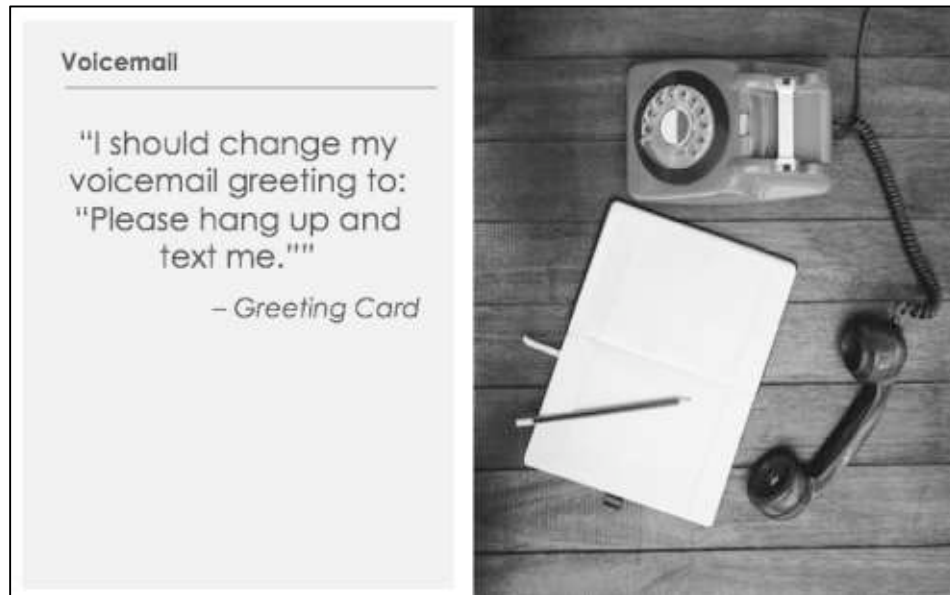 Voicemail
“I should change my
voicemail greeting to:
“Please hang up and
text me.””
– Greeting Card